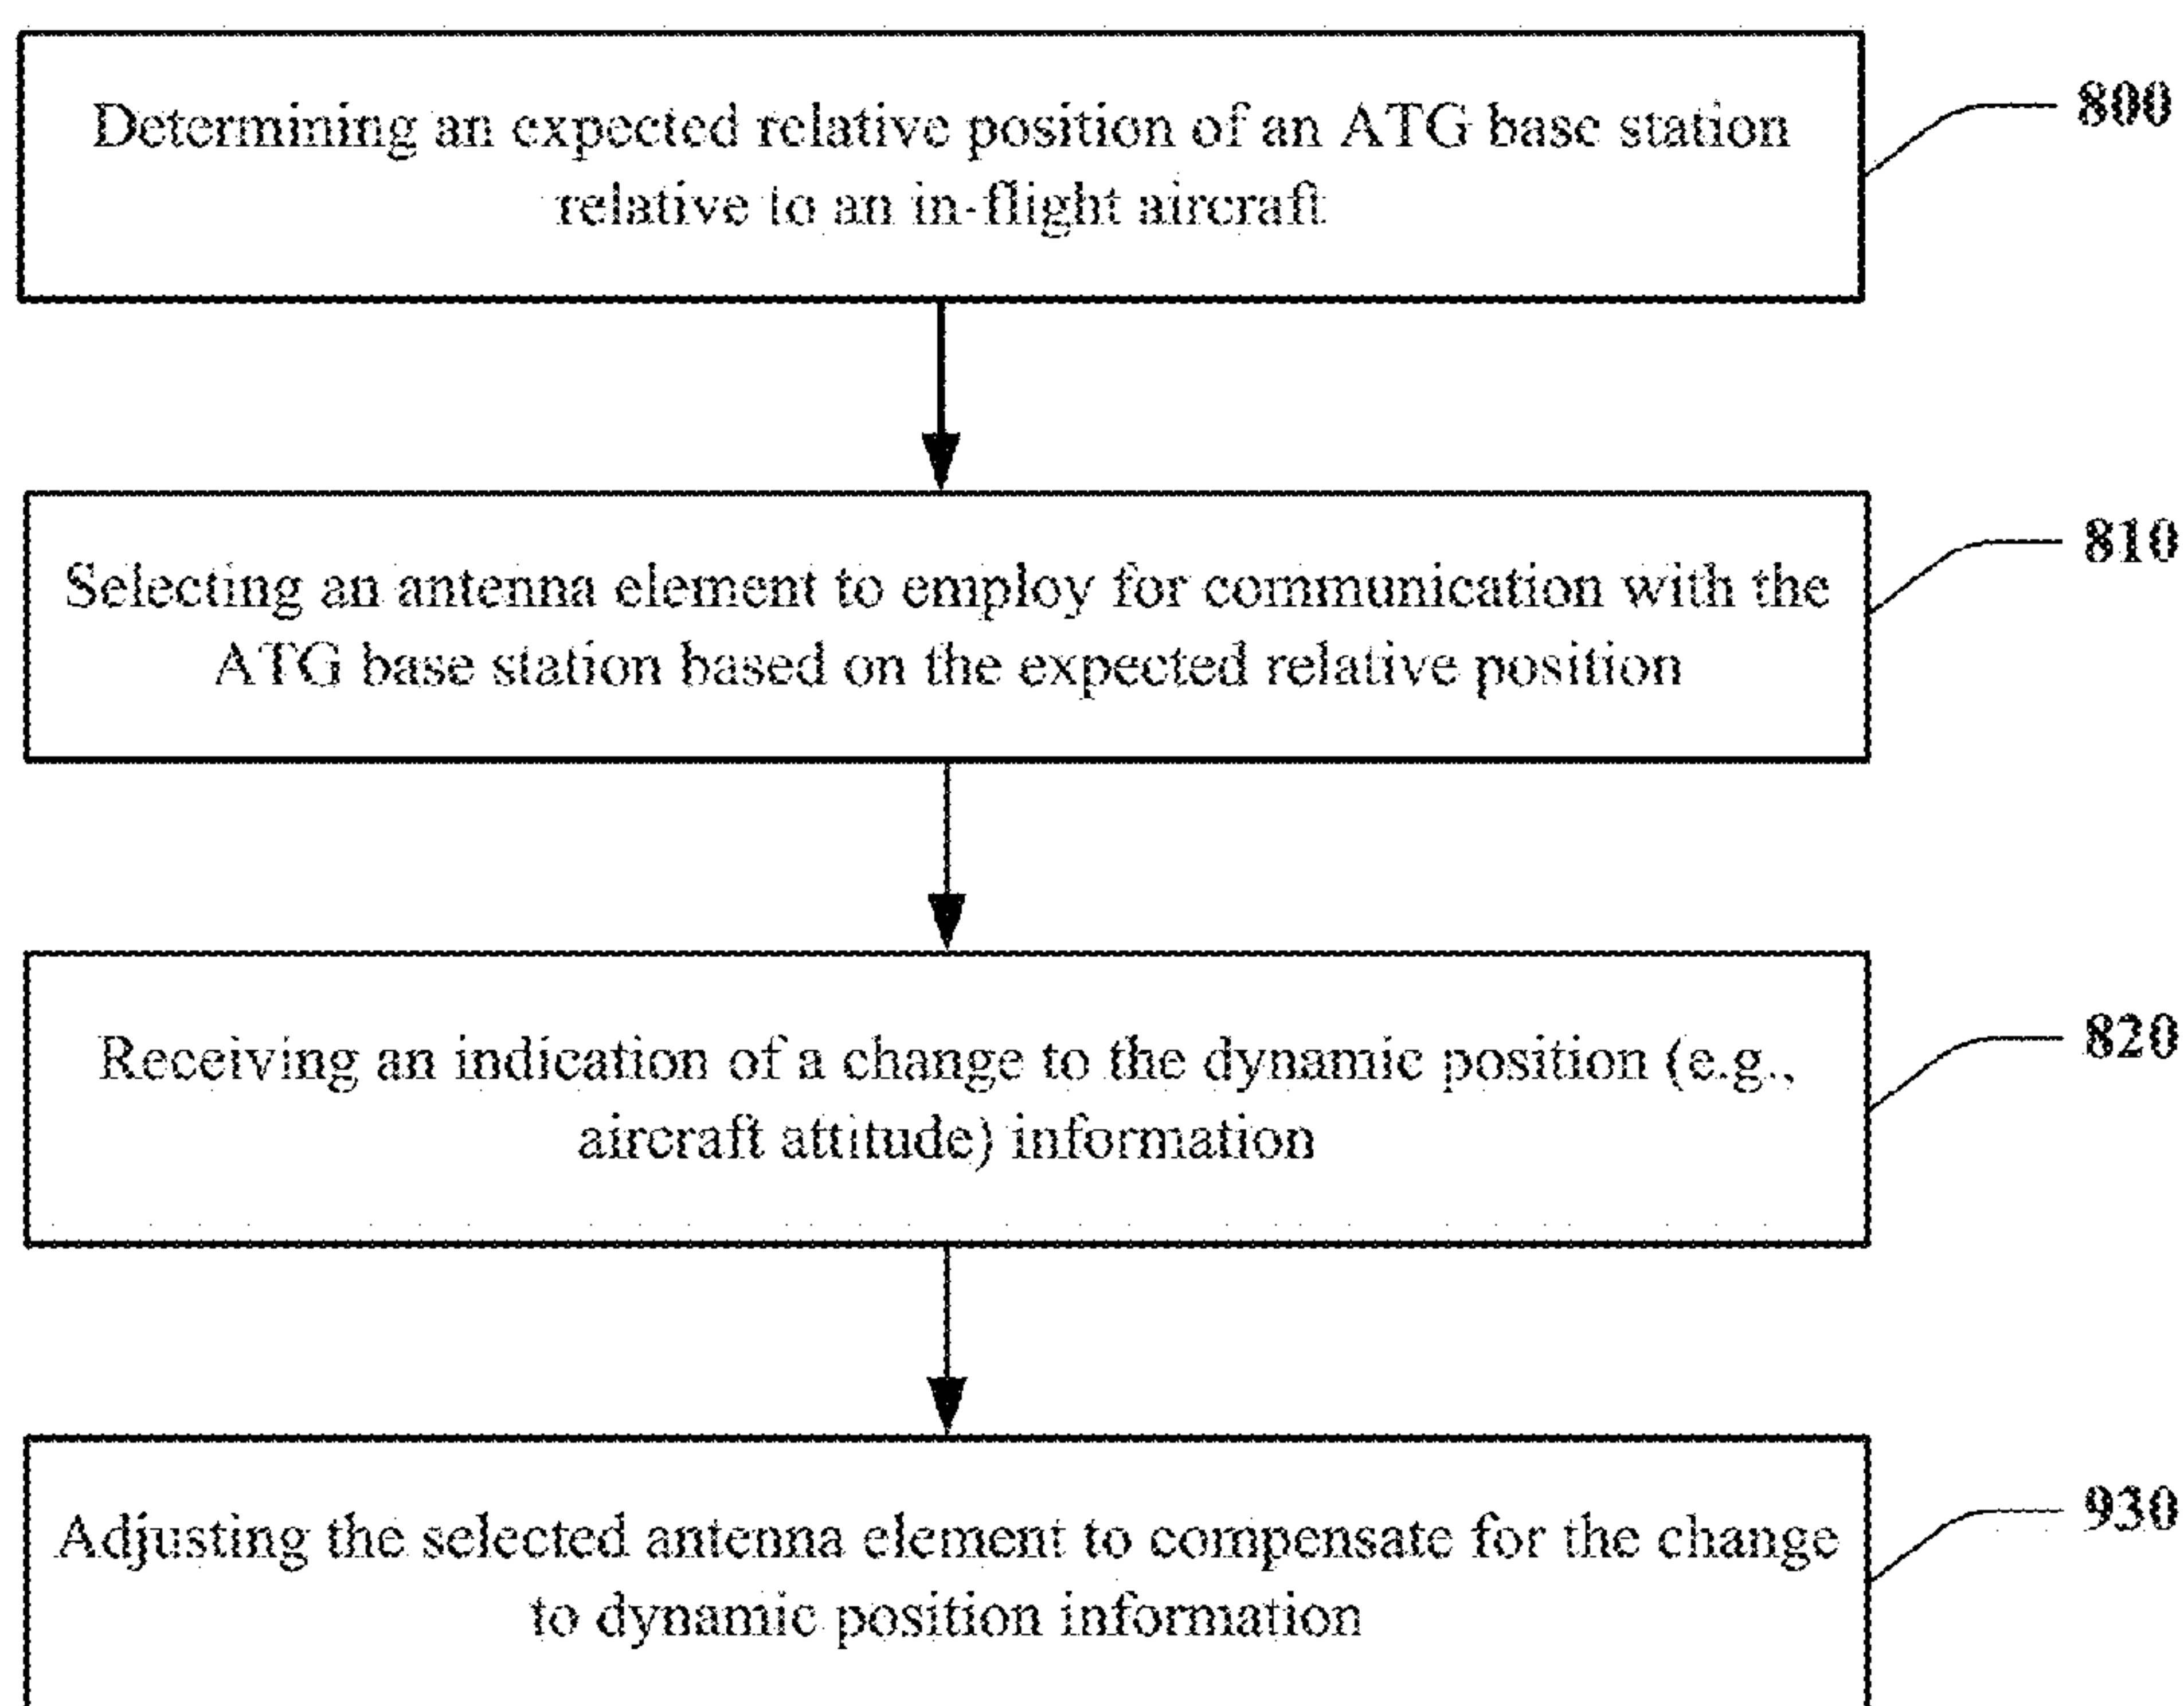 Determining an expected relative position of an ATG base station
relative to an in-flight aircraft
800
Selecting an antenna element to employ for communication with the
ATG base station based on the expected relative position
810
Receiving an indication of a change to the dynamic position (e.g.,
aircraft attitude) information
820
Adjusting the selected antenna element to compensate for the change
to dynamic position information
930